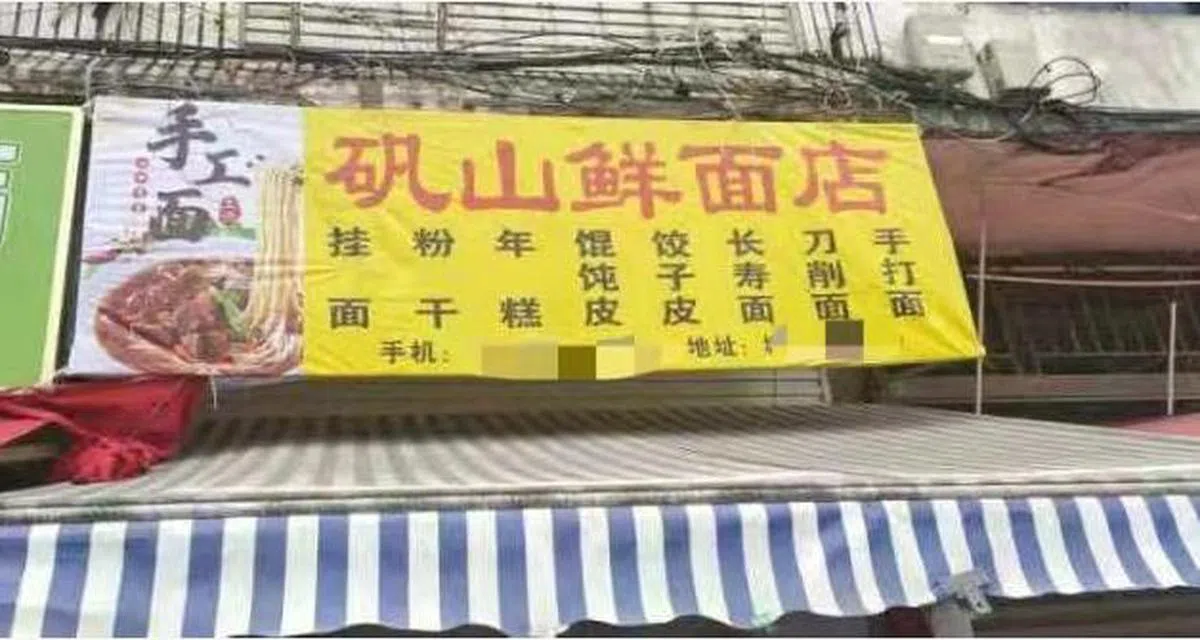 手工面
矾山鲜面店
挂面 粉干 年糕 馄饨皮 饺子皮 长寿面 刀削面 手打面
手机： 地址：